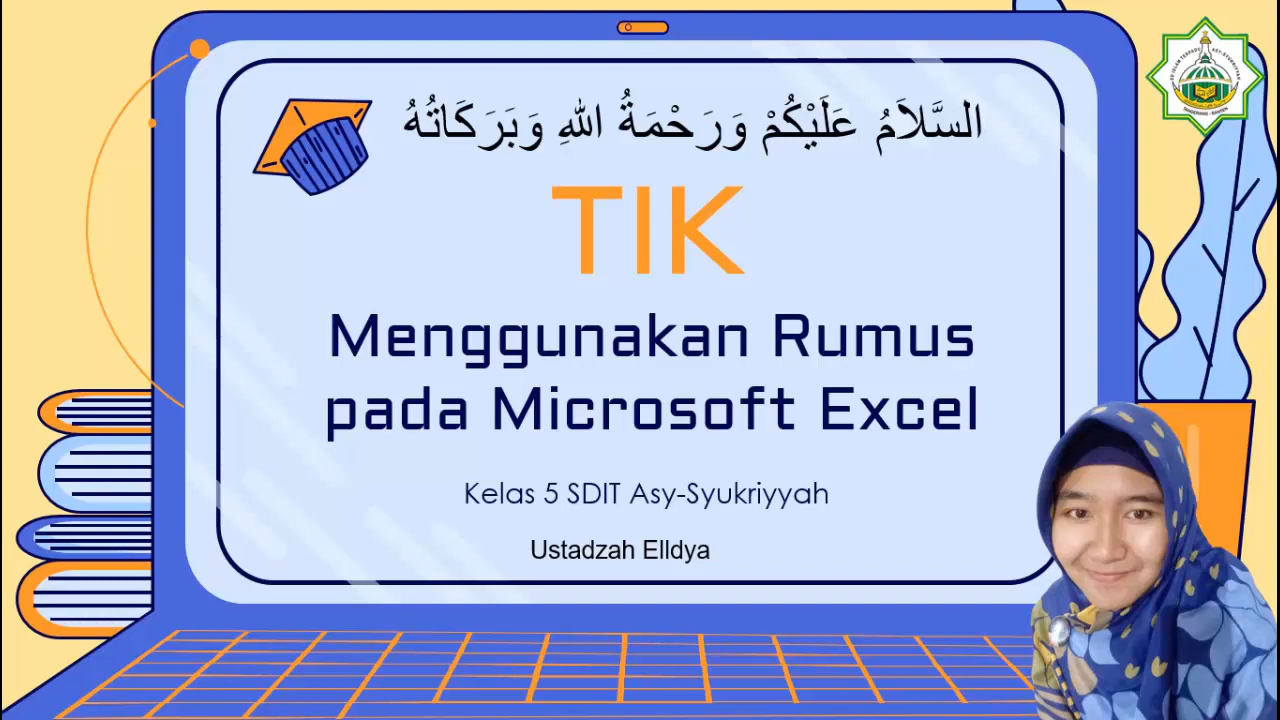 السَّلاَمُ عَلَيْكُمْ وَرَحْمَةُ اللهِ وَبَرَكَاتُهُ
TIK
Menggunakan Rumus
pada Microsoft Excel
Kelas 5 SDIT Asy-Syukriyyah
Ustadzah Elldya